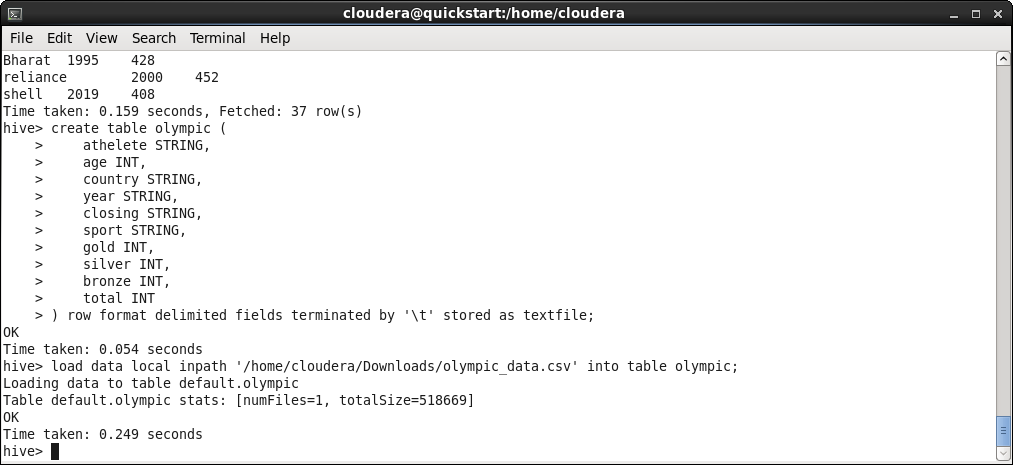 cloudera@quickstart:/home/cloudera
File Edit View Search Terminal Help
Bharat  1995    428
reliance        2000    452
shell   2019    408
Time taken: 0.159 seconds, Fetched: 37 row(s)
hive> create table olympic (
    >     athelete STRING,
    >     age INT,
    >     country STRING,
    >     year STRING,
    >     closing STRING,
    >     sport STRING,
    >     gold INT,
    >     silver INT,
    >     bronze INT,
    >     total INT
    > ) row format delimited fields terminated by '\t' stored as textfile;
OK
Time taken: 0.054 seconds
hive> load data local inpath '/home/cloudera/Downloads/olympic_data.csv' into table olympic;
Loading data to table default.olympic
Table default.olympic stats: [numFiles=1, totalSize=518669]
OK
Time taken: 0.249 seconds
hive>